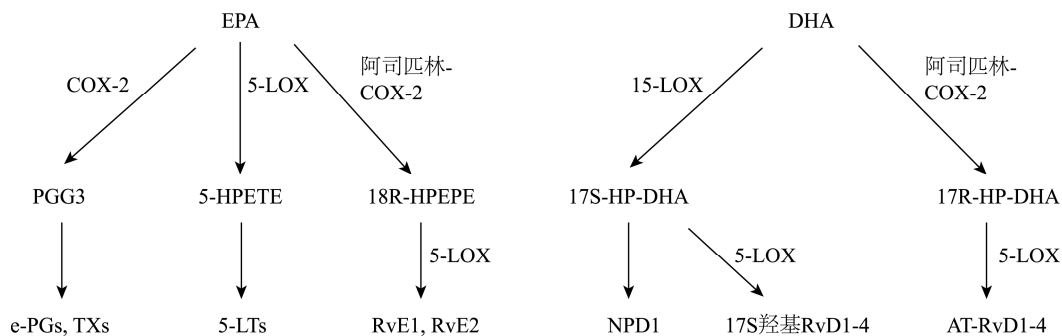 EPA
DHA
COX-2
5-LOX
阿司匹林-
COX-2
15-LOX
阿司匹林-
COX-2
PGG3
5-HPETE
18R-HPEPE
17S-HP-DHA
17R-HP-DHA
5-LOX
5-LOX
5-LOX
e-PGs, TXs
5-LTs
RvE1, RvE2
NPD1
17S羟基RvD1-4
AT-RvD1-4